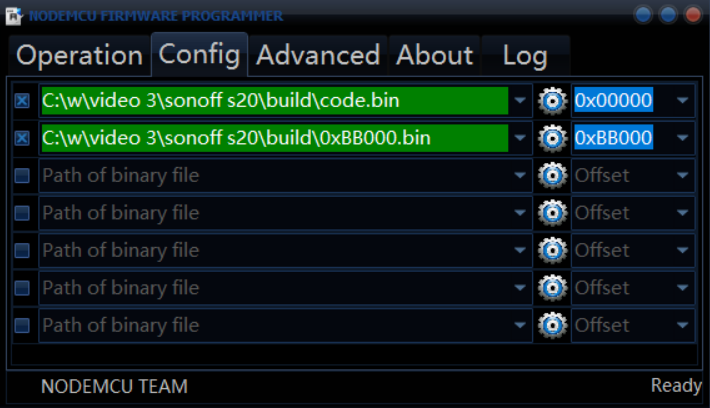 NODEMCU FIRMWARE PROGRAMMER
Operation Config Advanced About Log
C:\w\video 3\sonoff s20\build\code.bin 0x00000
C:\w\video 3\sonoff s20\build\0xBB000.bin 0xBB000
Path of binary file Offset
Path of binary file Offset
Path of binary file Offset
Path of binary file Offset
Path of binary file Offset
NODEMCU TEAM Ready